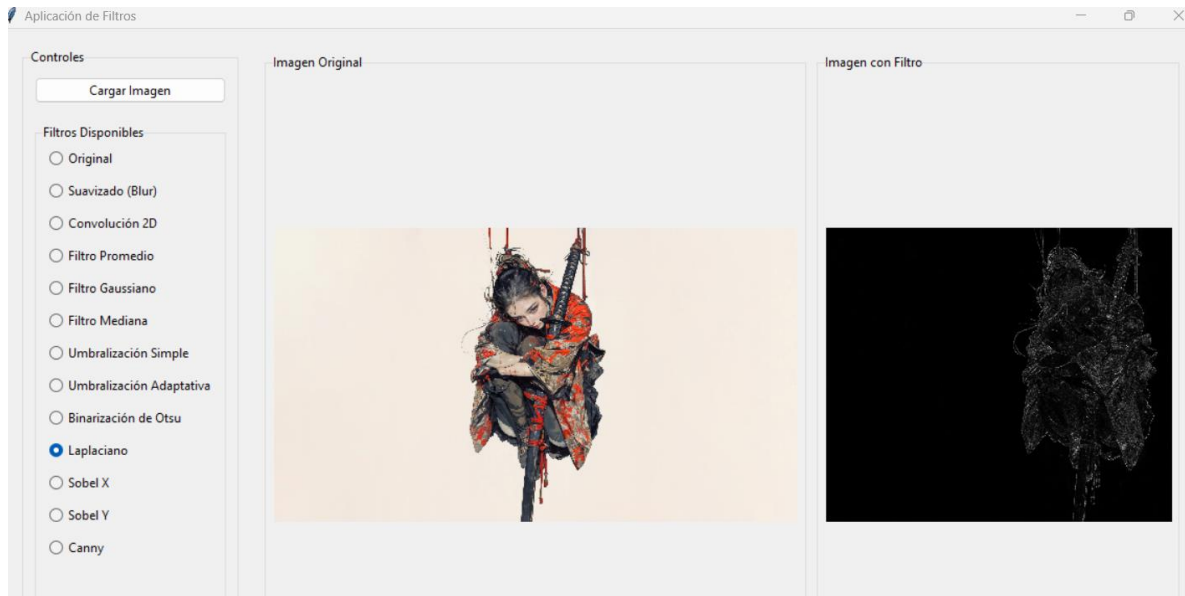 Aplicación de Filtros
Controles
Cargar Imagen
Filtros Disponibles
Original
Suavizado (Blur)
Convolución 2D
Filtro Promedio
Filtro Gaussiano
Filtro Mediana
Umbralización Simple
Umbralización Adaptativa
Binarización de Otsu
Laplaciano
Sobel X
Sobel Y
Canny
Imagen Original
Imagen con Filtro